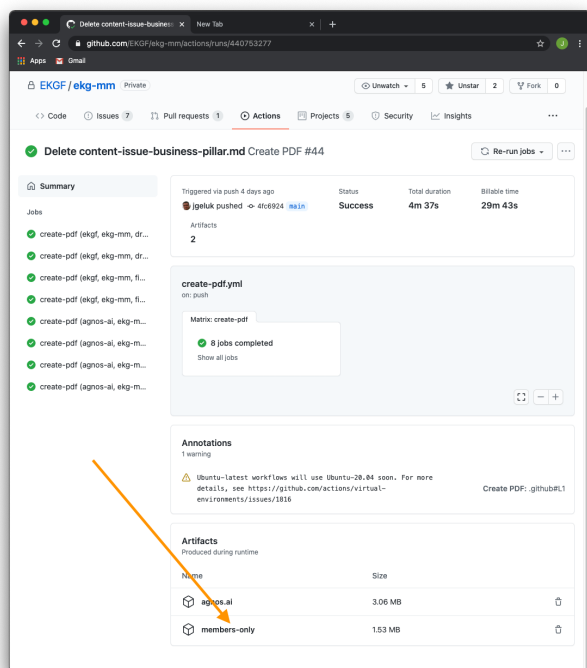 Delete content-issue-busines
New Tab
github.com/EKGF/ekg-mm/actions/runs/440753277
J
Apps Gmail
EKGF / ekg-mm Private
Unwatch 5 Unstar 2 Fork 0
Code Issues 7 Pull requests 1 Actions Projects 5 Security Insights ...
Delete content-issue-business-pillar.md Create PDF #44
Re-run jobs ...
Summary
Jobs
create-pdf (ekgf, ekg-mm, dr...
create-pdf (ekgf, ekg-mm, dr...
create-pdf (ekgf, ekg-mm, fi...
create-pdf (ekgf, ekg-mm, fi...
create-pdf (agnos-ai, ekg-m...
create-pdf (agnos-ai, ekg-m...
create-pdf (agnos-ai, ekg-m...
create-pdf (agnos-ai, ekg-m...
Triggered via push 4 days ago
jgeluk pushed 4fc6924 main
Status
Success
Total duration
4m 37s
Billable time
29m 43s
Artifacts
2
create-pdf.yml
on: push
Matrix: create-pdf
8 jobs completed
Show all jobs
Annotations
1 warning
Ubuntu-latest workflows will use Ubuntu-20.04 soon. For more
details, see https://github.com/actions/virtual-
environments/issues/1816
Create PDF: .github#L1
Artifacts
Produced during runtime
Name Size
agnos.ai 3.06 MB
members-only 1.53 MB